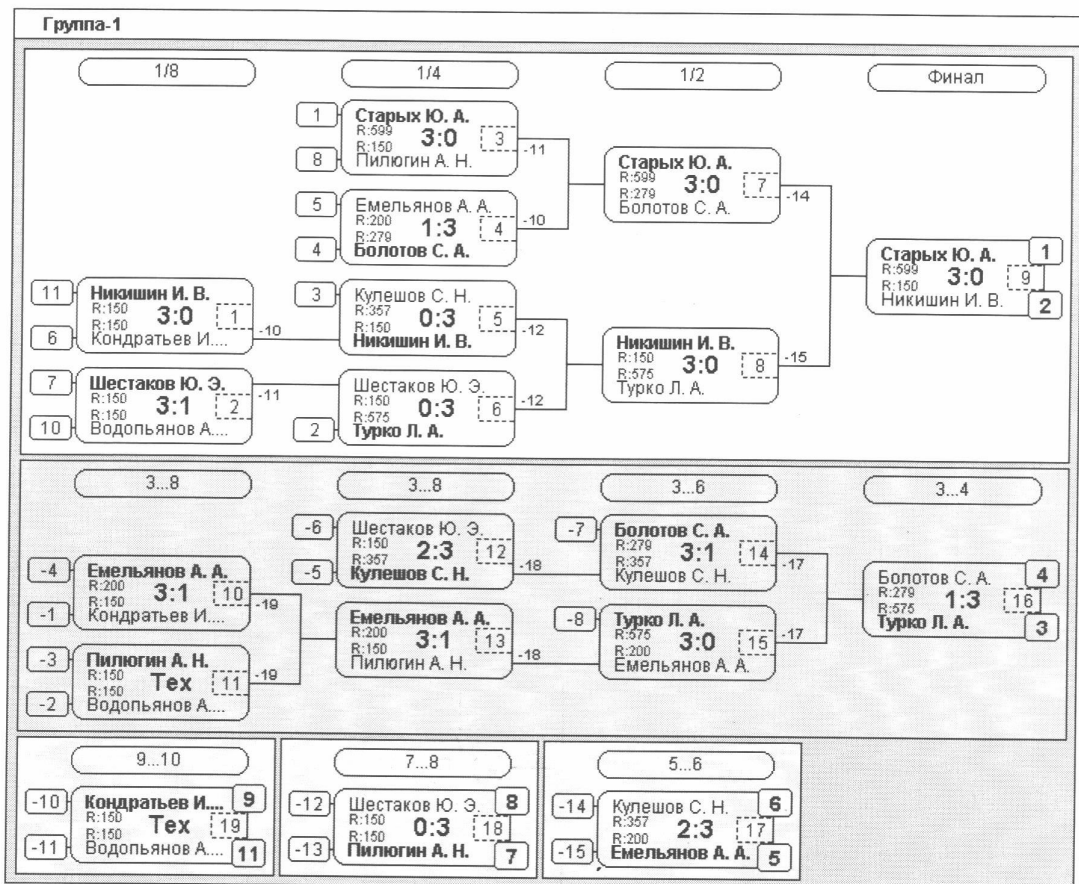 Группа-1
1/8
1/4
1/2
Финал
1
Старых Ю. А.
R:599
3:0
3
R:150
8
Пилюгин А. Н.
-11
5
Емельянов А. А.
R:200
1:3
4
R:279
4
Болотов С. А.
-10
11
Никишин И. В.
R:150
3:0
1
R:150
6
Кондратьев И....
-10
3
Кулешов С. Н.
R:357
0:3
5
R:150
Никишин И. В.
-12
7
Шестаков Ю. Э.
R:150
3:1
2
R:150
10
Водопьянов А....
-11
Шестаков Ю. Э.
R:150
0:3
6
R:575
2
Турко Л. А.
-12
Старых Ю. А.
R:599
3:0
7
R:279
Болотов С. А.
-14
Никишин И. В.
R:150
3:0
8
R:575
Турко Л. А.
-15
Старых Ю. А.
1
R:599
3:0
9
R:150
Никишин И. В.
2
3...8
3...8
3...6
3...4
-4
Емельянов А. А.
R:200
3:1
10
R:150
-1
Кондратьев И....
-19
-3
Пилюгин А. Н.
R:150
Тех
11
R:150
-2
Водопьянов А....
-19
-6
Шестаков Ю. Э.
R:150
2:3
12
R:357
-5
Кулешов С. Н.
-18
Емельянов А. А.
R:200
3:1
13
R:150
Пилюгин А. Н.
-18
-7
Болотов С. А.
R:279
3:1
14
R:357
Кулешов С. Н.
-17
-8
Турко Л. А.
R:575
3:0
15
R:200
Емельянов А. А.
-17
Болотов С. А.
4
R:279
1:3
16
R:575
Турко Л. А.
3
9...10
-10
Кондратьев И....
9
R:150
Тех
19
R:150
-11
Водопьянов А....
11
7...8
-12
Шестаков Ю. Э.
8
R:150
0:3
18
R:150
-13
Пилюгин А. Н.
7
5...6
-14
Кулешов С. Н.
6
R:357
2:3
17
R:200
-15
Емельянов А. А.
5